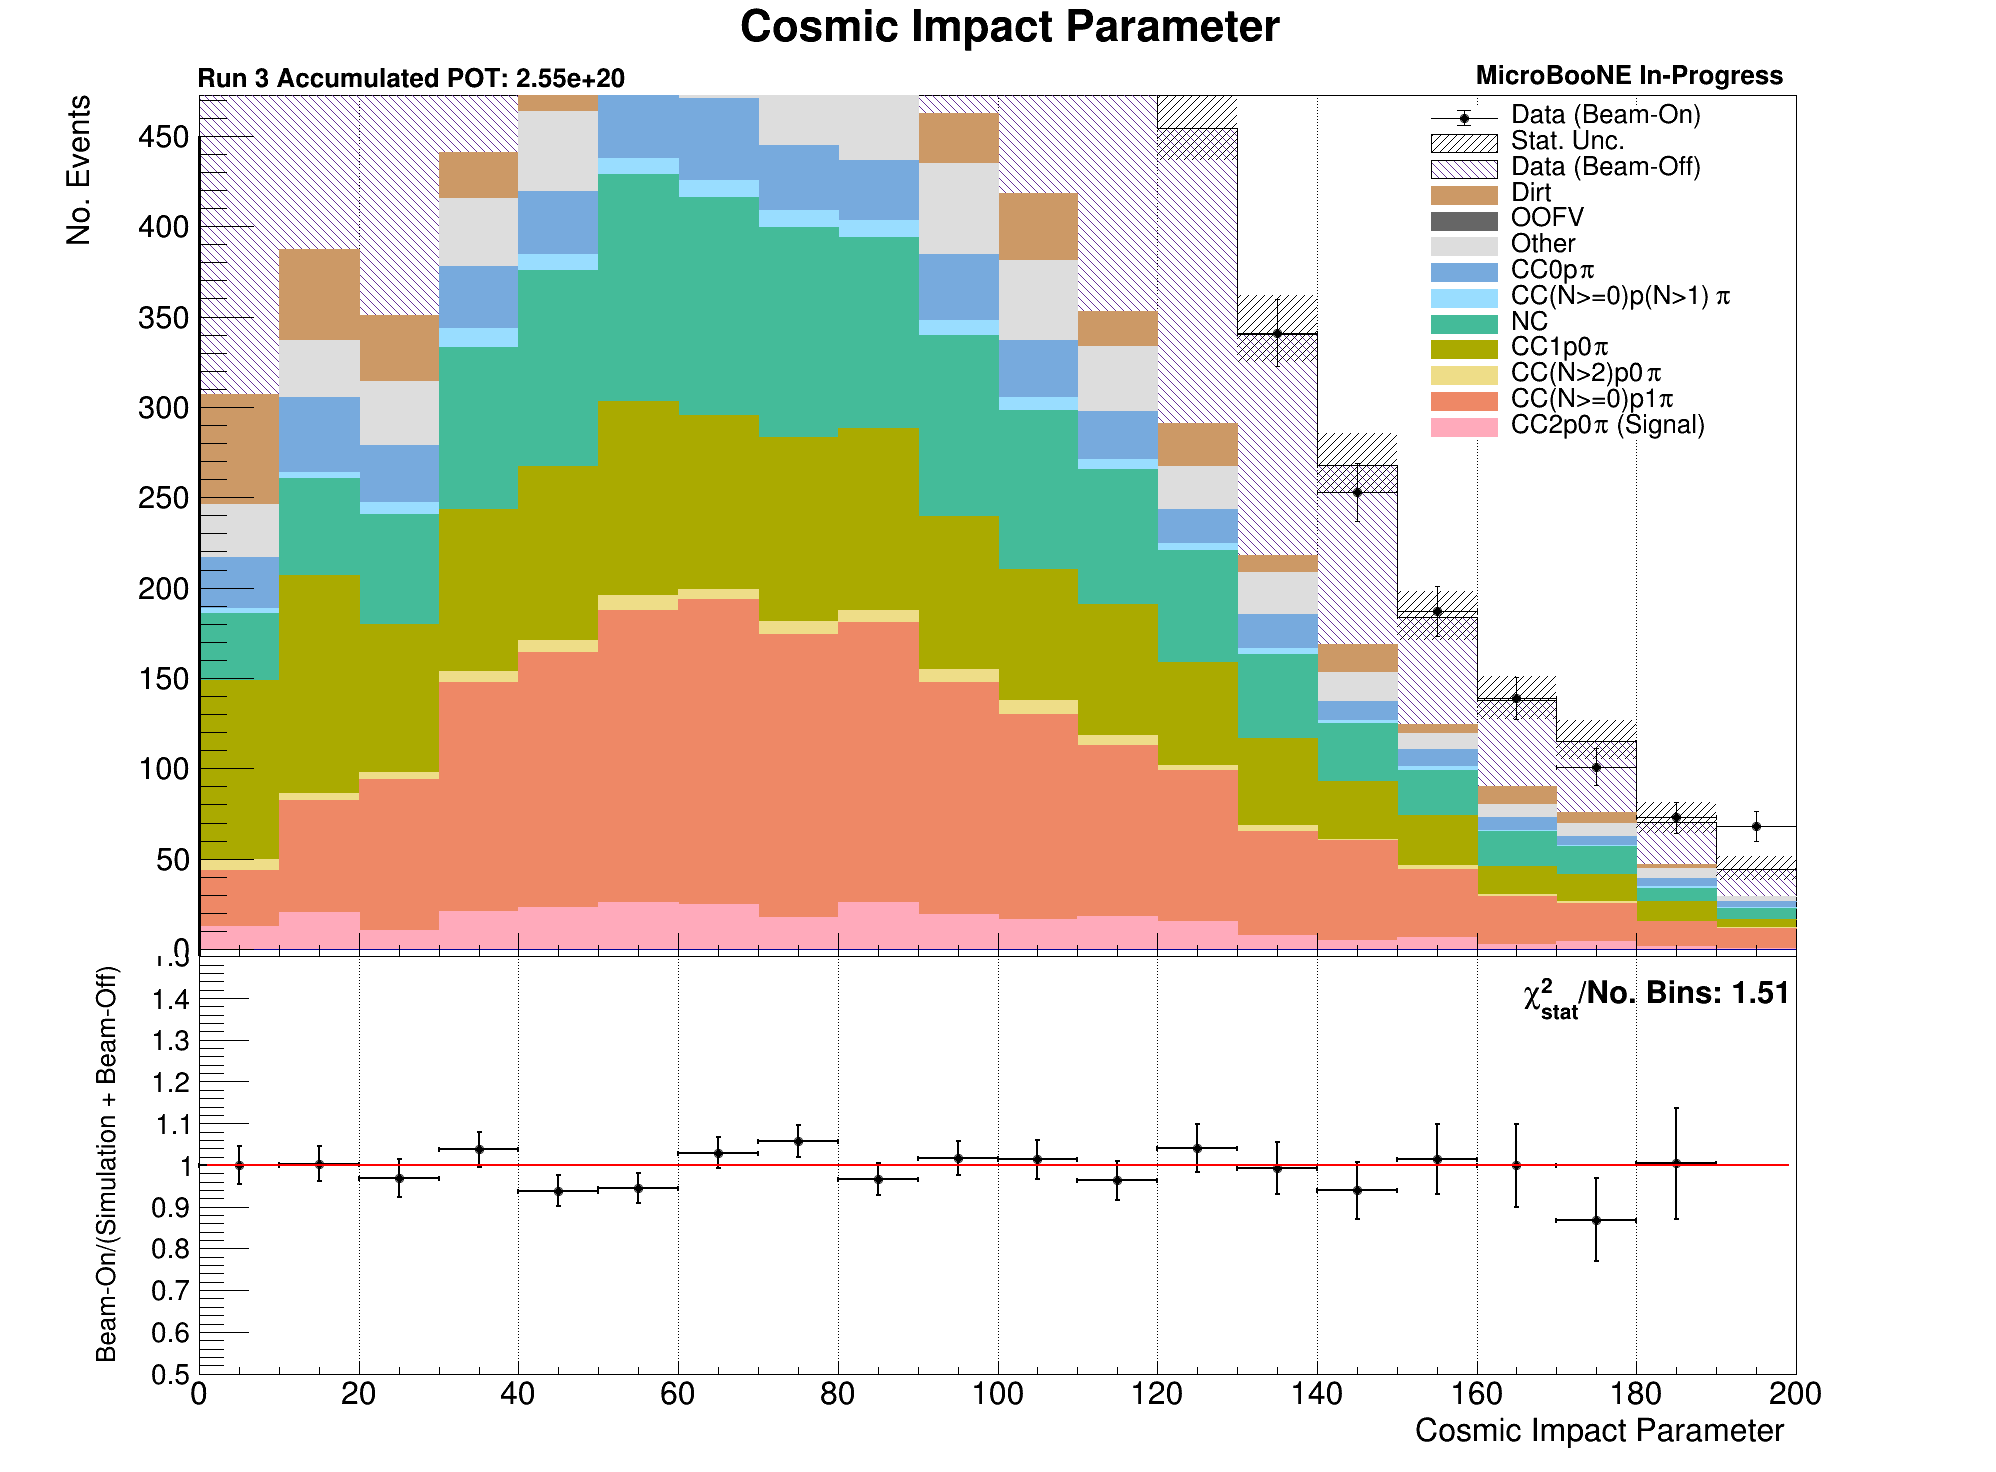 Cosmic Impact Parameter
Run 3 Accumulated POT: 2.55e+20
MicroBooNE In-Progress
No. Events
450
400
350
300
250
200
150
100
50
0
Data (Beam-On)
Stat. Unc.
Data (Beam-Off)
Dirt
OOFV
Other
CC0pπ
CC(N>=0)p(N>1) π
NC
CC1p0π
CC(N>2)p0π
CC(N>=0)p1π
CC2p0π (Signal)
Beam-On/(Simulation + Beam-Off)
χ²stat/No. Bins: 1.51
1.5
1.4
1.3
1.2
1.1
1
0.9
0.8
0.7
0.6
0.5
0 20 40 60 80 100 120 140 160 180 200
Cosmic Impact Parameter